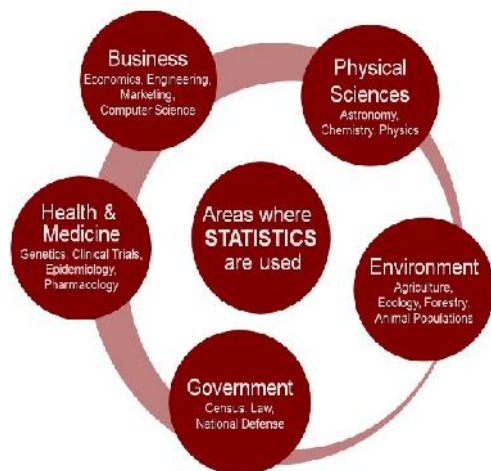 Business
Economics, Engineering,
Marketing,
Computer Science
Physical
Sciences
Astronomy,
Chemistry, Physics
Health &
Medicine
Genetics, Clinical Trials,
Epidemiology,
Pharmacology
Areas where
STATISTICS
are used
Environment
Agriculture,
Ecology, Forestry,
Animal Populations
Government
Census, Law,
National Defense